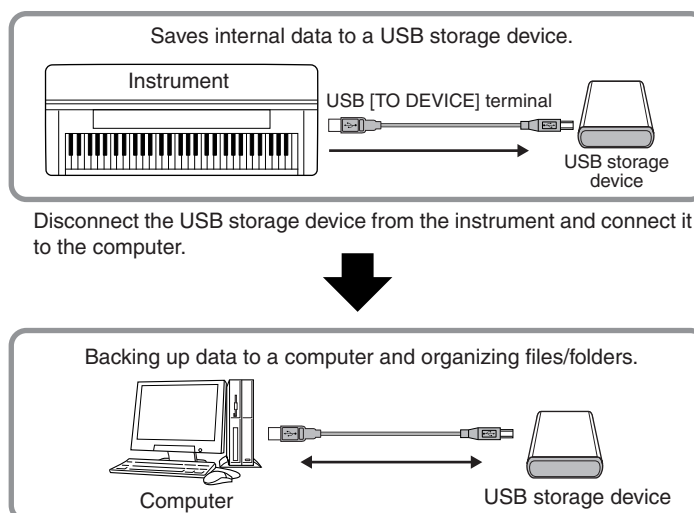 Saves internal data to a USB storage device.
Instrument
USB [TO DEVICE] terminal
USB storage
device
Disconnect the USB storage device from the instrument and connect it
to the computer.
Backing up data to a computer and organizing files/folders.
Computer
USB storage device